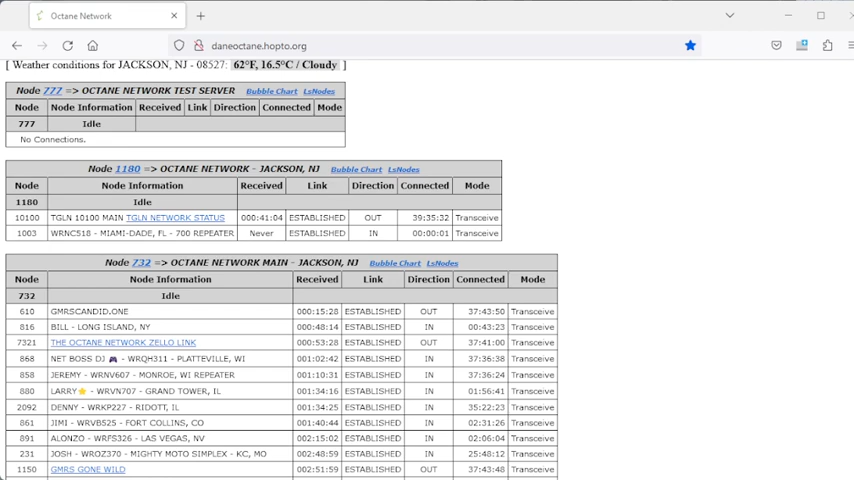 Octane Network
daneoctane.hopto.org
[ Weather conditions for JACKSON, NJ - 08527: 62°F, 16.5°C / Cloudy ]
Node 777 => OCTANE NETWORK TEST SERVER Bubble Chart LsNodes
Node Node Information Received Link Direction Connected Mode
777 Idle
No Connections.
Node 1180 => OCTANE NETWORK - JACKSON, NJ Bubble Chart LsNodes
Node Node Information Received Link Direction Connected Mode
1180 Idle
10100 TGLN 10100 MAIN TGLN NETWORK STATUS 000:41:04 ESTABLISHED OUT 39:35:32 Transceive
1003 WRNC518 - MIAMI-DADE, FL - 700 REPEATER Never ESTABLISHED IN 00:00:01 Transceive
Node 732 => OCTANE NETWORK MAIN - JACKSON, NJ Bubble Chart LsNodes
Node Node Information Received Link Direction Connected Mode
732 Idle
610 GMRSCANDID.ONE 000:15:28 ESTABLISHED OUT 37:43:50 Transceive
816 BILL - LONG ISLAND, NY 000:48:14 ESTABLISHED IN 00:43:23 Transceive
7321 THE OCTANE NETWORK ZELLO LINK 000:53:28 ESTABLISHED OUT 37:41:00 Transceive
868 NET BOSS DJ 🎮 - WRQH311 - PLATTEVILLE, WI 001:02:42 ESTABLISHED IN 37:36:38 Transceive
858 JEREMY - WRNV607 - MONROE, WI REPEATER 001:10:31 ESTABLISHED IN 37:36:24 Transceive
880 LARRY⭐ - WRVN707 - GRAND TOWER, IL 001:34:16 ESTABLISHED IN 01:56:41 Transceive
2092 DENNY - WRKP227 - RIDOTT, IL 001:34:25 ESTABLISHED IN 35:22:23 Transceive
861 JIMI - WRVB525 - FORT COLLINS, CO 001:40:44 ESTABLISHED IN 02:31:26 Transceive
891 ALONZO - WRFS326 - LAS VEGAS, NV 002:15:02 ESTABLISHED IN 02:06:04 Transceive
231 JOSH - WROZ370 - MIGHTY MOTO SIMPLEX - KC, MO 002:48:59 ESTABLISHED IN 25:48:12 Transceive
1150 GMRS GONE WILD 002:51:59 ESTABLISHED OUT 37:43:48 Transceive